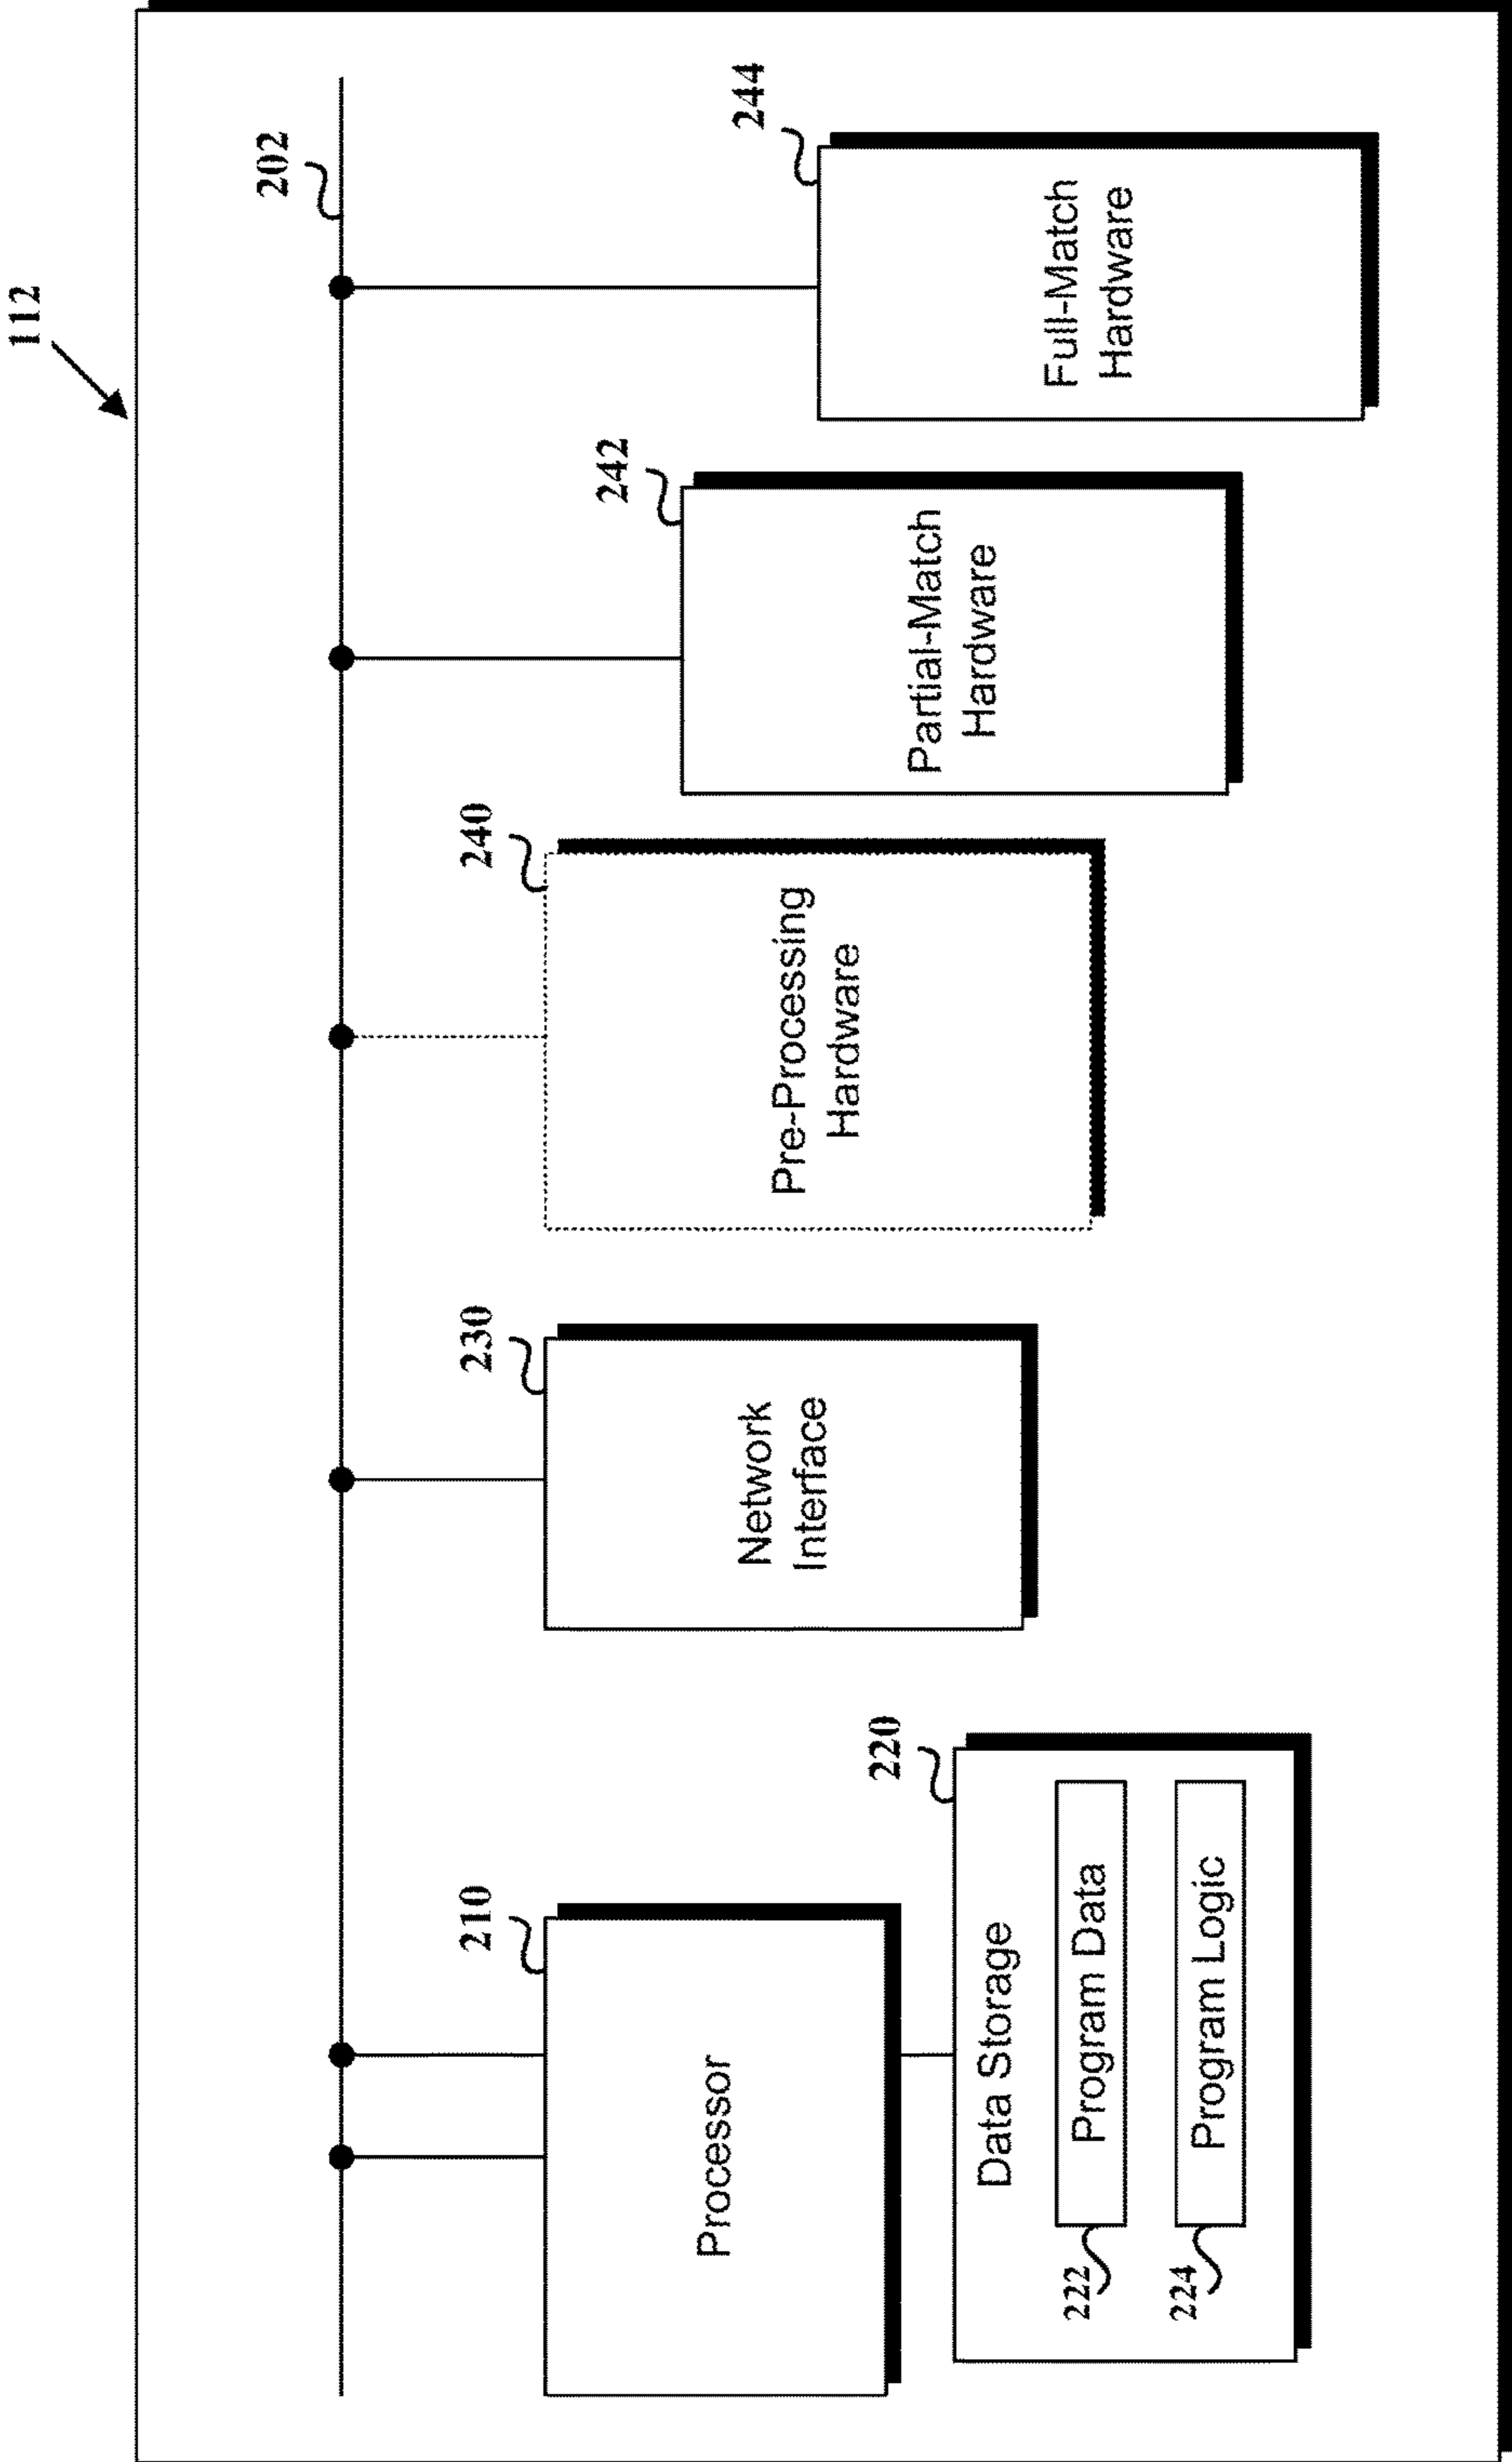 112
202
210
Processor
220
Data Storage
222
Program Data
224
Program Logic
230
Network
Interface
240
Pre-Processing
Hardware
242
Partial-Match
Hardware
244
Full-Match
Hardware